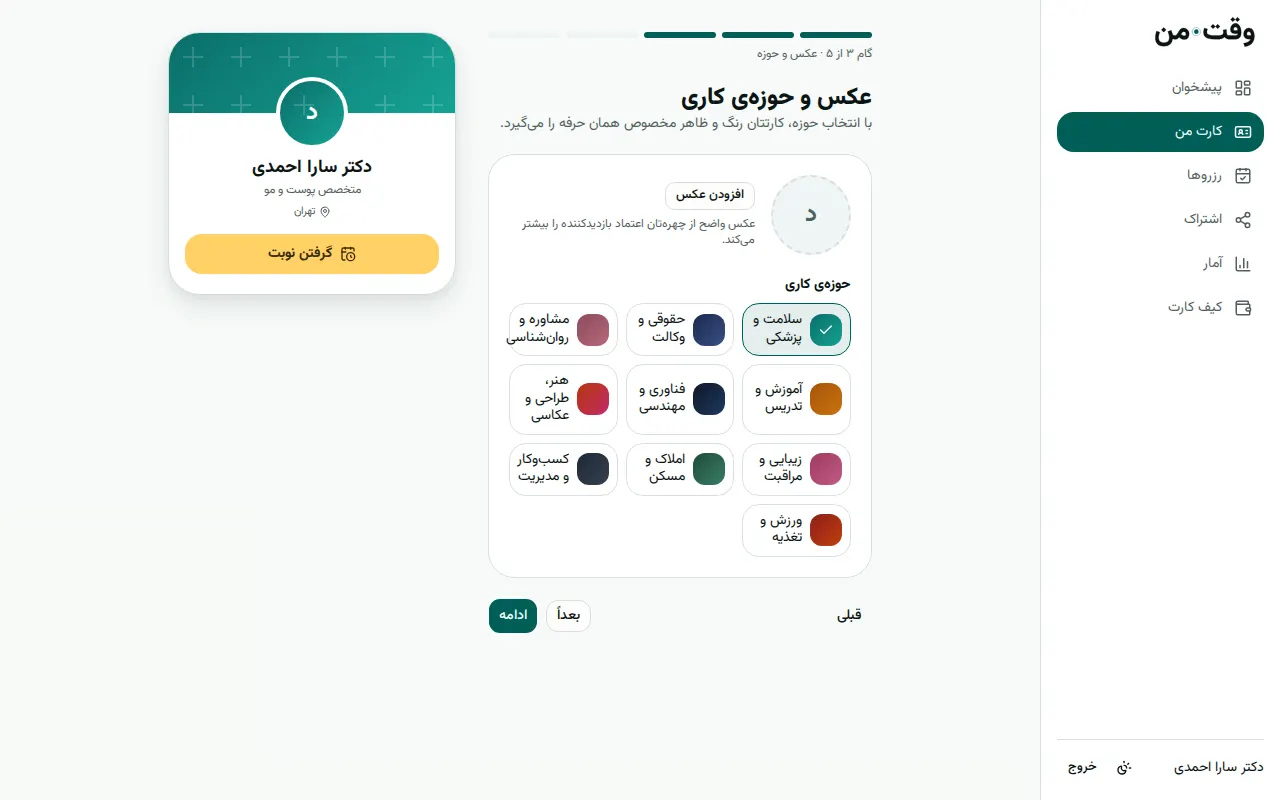 وقت من
پیشخوان
کارت من
رزروها
اشتراک
آمار
کیف کارت
دکتر سارا احمدی
خروج
گام ۳ از ۵ · عکس و حوزه
عکس و حوزه‌ی کاری
با انتخاب حوزه، کارتتان رنگ و ظاهر مخصوص همان حرفه را می‌گیرد.
د
افزودن عکس
عکس واضح از چهره‌تان اعتماد بازدیدکننده را بیشتر
می‌کند.
حوزه‌ی کاری
سلامت و
پزشکی
حقوقی و
وکالت
مشاوره و
روان‌شناسی
آموزش و
تدریس
فناوری و
مهندسی
هنر،
طراحی و
عکاسی
زیبایی و
مراقبت
املاک و
مسکن
کسب‌وکار
و مدیریت
ورزش و
تغذیه
قبلی
بعداً
ادامه
د
دکتر سارا احمدی
متخصص پوست و مو
تهران
گرفتن نوبت